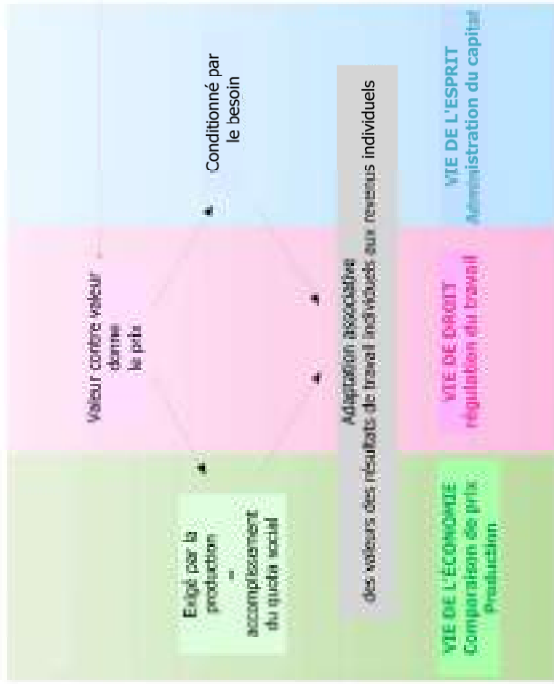 Valeur contre valeur
donne
le prix
Exigé par la
production
=
accomplissement
du quota social
Conditionné par
le besoin
Adaptation associative
des valeurs des résultats de travail individuels aux revenus individuels
VIE DE L'ÉCONOMIE
Comparaison de prix
Production
VIE DE DROIT
régulation du travail
VIE DE L'ESPRIT
Administration du capital